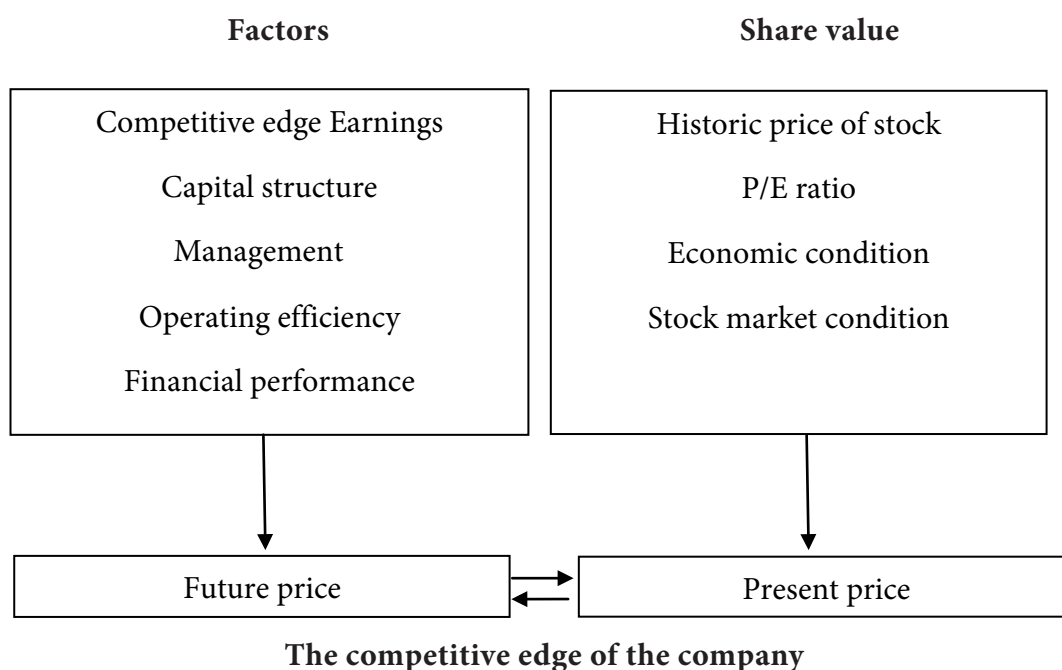 Factors
Share value
Competitive edge Earnings
Capital structure
Management
Operating efficiency
Financial performance
Historic price of stock
P/E ratio
Economic condition
Stock market condition
Future price
Present price
The competitive edge of the company